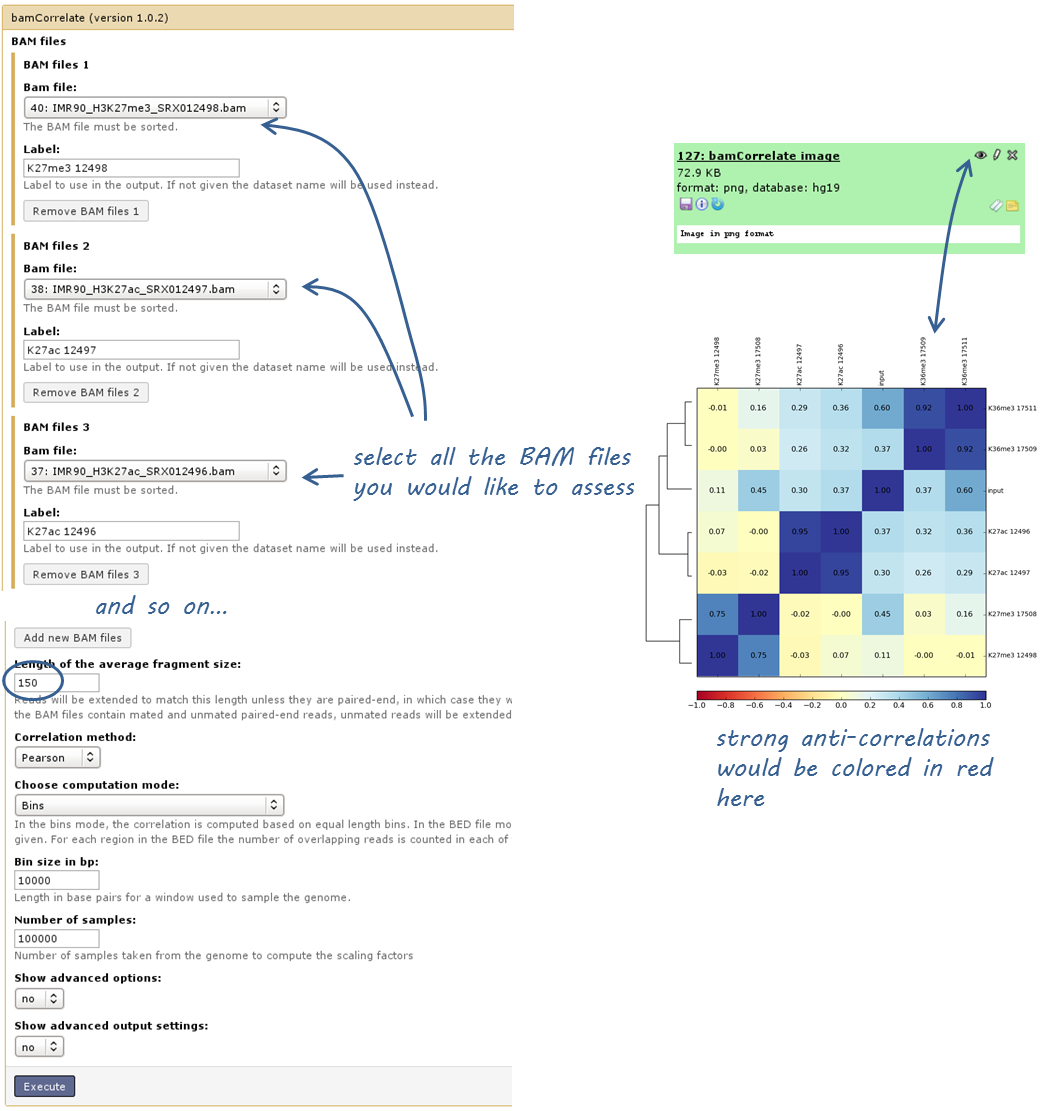 bamCorrelate (version 1.0.2)
BAM files
BAM files 1
Bam file:
40: IMR90_H3K27me3_SRX012498.bam
The BAM file must be sorted.
Label:
K27me3 12498
Label to use in the output. If not given the dataset name will be used instead.
Remove BAM files 1
BAM files 2
Bam file:
38: IMR90_H3K27ac_SRX012497.bam
The BAM file must be sorted.
Label:
K27ac 12497
Label to use in the output. If not given the dataset name will be used instead.
Remove BAM files 2
BAM files 3
Bam file:
37: IMR90_H3K27ac_SRX012496.bam
The BAM file must be sorted.
Label:
K27ac 12496
Label to use in the output. If not given the dataset name will be used instead.
Remove BAM files 3
select all the BAM files
you would like to assess
and so on...
Add new BAM files
Length of the average fragment size:
150
Reads will be extended to match this length unless they are paired-end, in which case they w
the BAM files contain mated and unmated paired-end reads, unmated reads will be extended
Correlation method:
Pearson
Choose computation mode:
Bins
In the bins mode, the correlation is computed based on equal length bins. In the BED file mo
given. For each region in the BED file the number of overlapping reads is counted in each of
Bin size in bp:
10000
Length in base pairs for a window used to sample the genome.
Number of samples:
100000
Number of samples taken from the genome to compute the scaling factors
Show advanced options:
no
Show advanced output settings:
no
Execute
127: bamCorrelate image
72.9 KB
format: png, database: hg19
Image in png format
K27me3 12498
K27me3 17508
K27ac 12497
K27ac 12496
input
K36me3 17509
K36me3 17511
-0.01 0.16 0.29 0.36 0.60 0.92 1.00 K36me3 17511
-0.00 0.03 0.26 0.32 0.37 1.00 0.92 K36me3 17509
0.11 0.45 0.30 0.37 1.00 0.37 0.60 input
0.07 -0.00 0.95 1.00 0.37 0.32 0.36 K27ac 12496
-0.03 -0.02 1.00 0.95 0.30 0.26 0.29 K27ac 12497
0.75 1.00 -0.02 -0.00 0.45 0.03 0.16 K27me3 17508
1.00 0.75 -0.03 0.07 0.11 -0.00 -0.01 K27me3 12498
−1.0 −0.8 −0.6 −0.4 −0.2 0.0 0.2 0.4 0.6 0.8 1.0
strong anti-correlations
would be colored in red
here